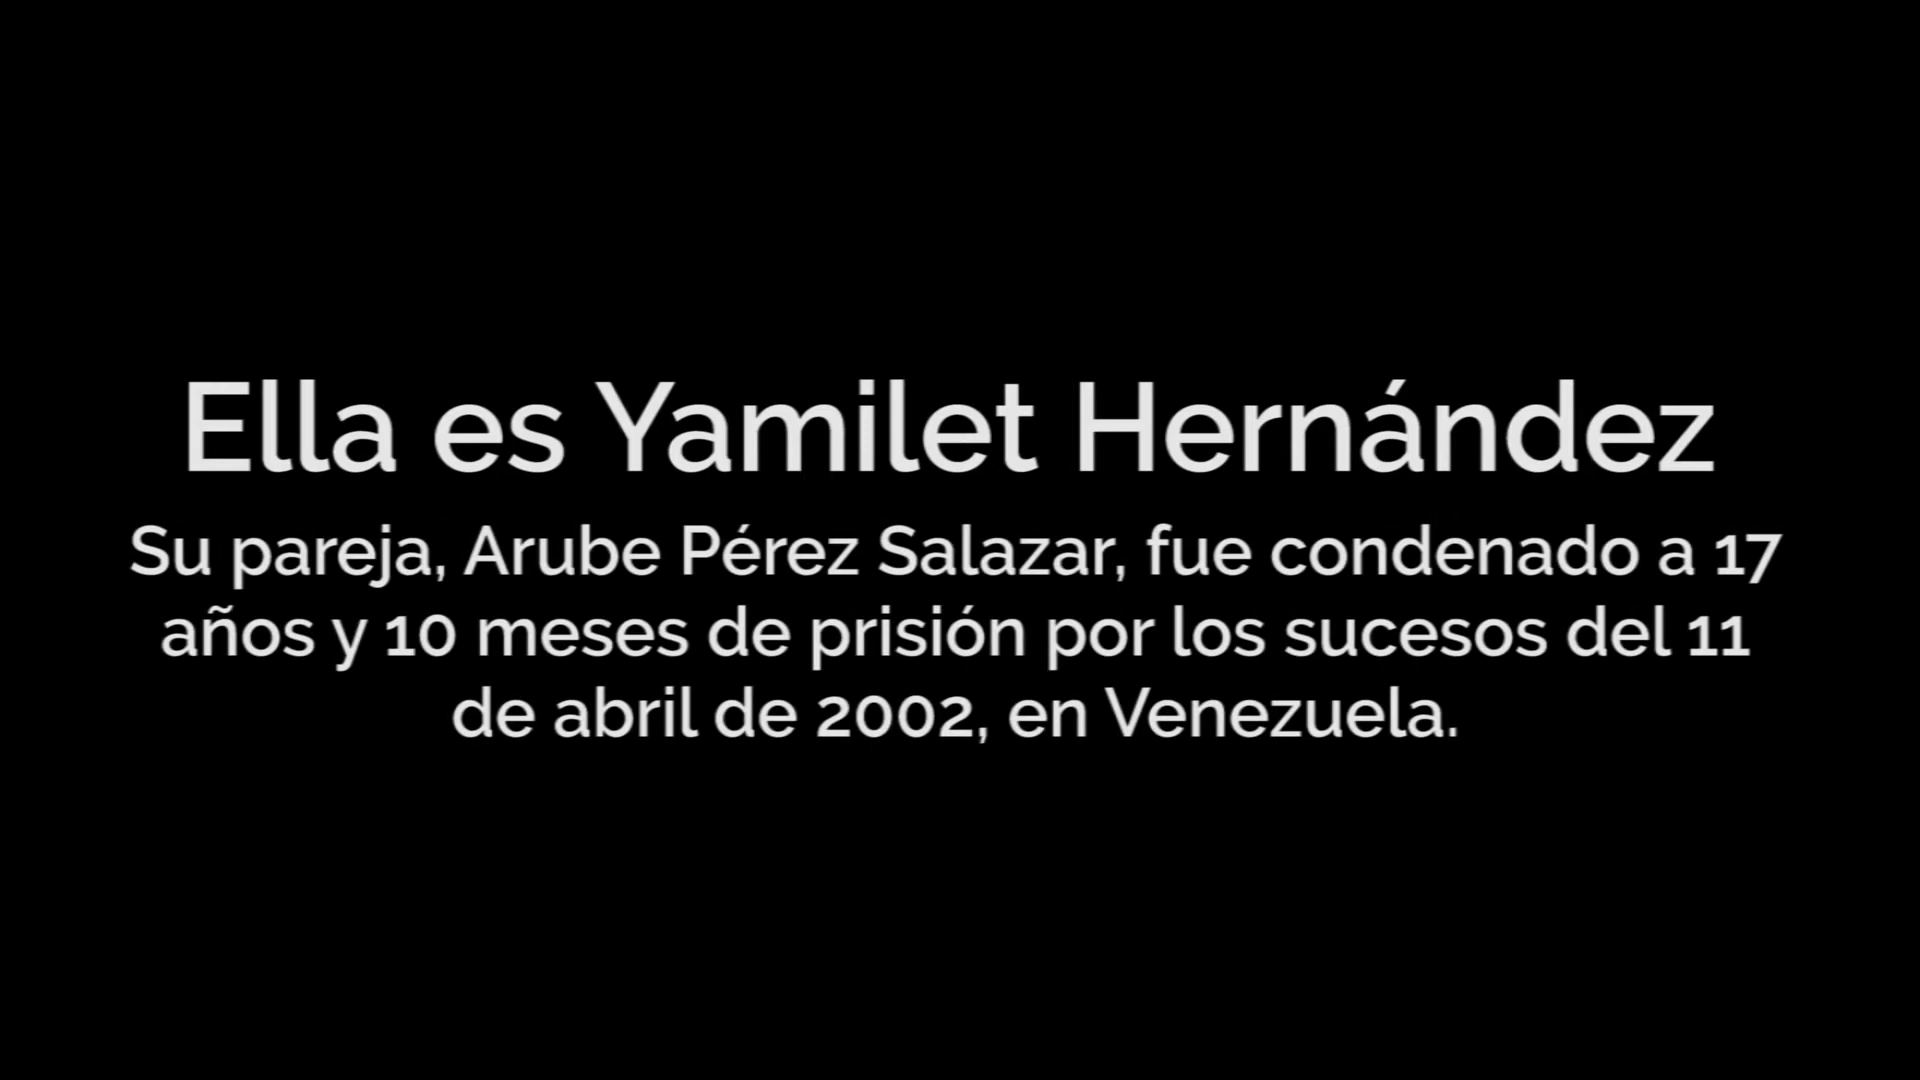 Ella es Yamilet Hernández
Su pareja, Arube Pérez Salazar, fue condenado a 17
años y 10 meses de prisión por los sucesos del 11
de abril de 2002, en Venezuela.